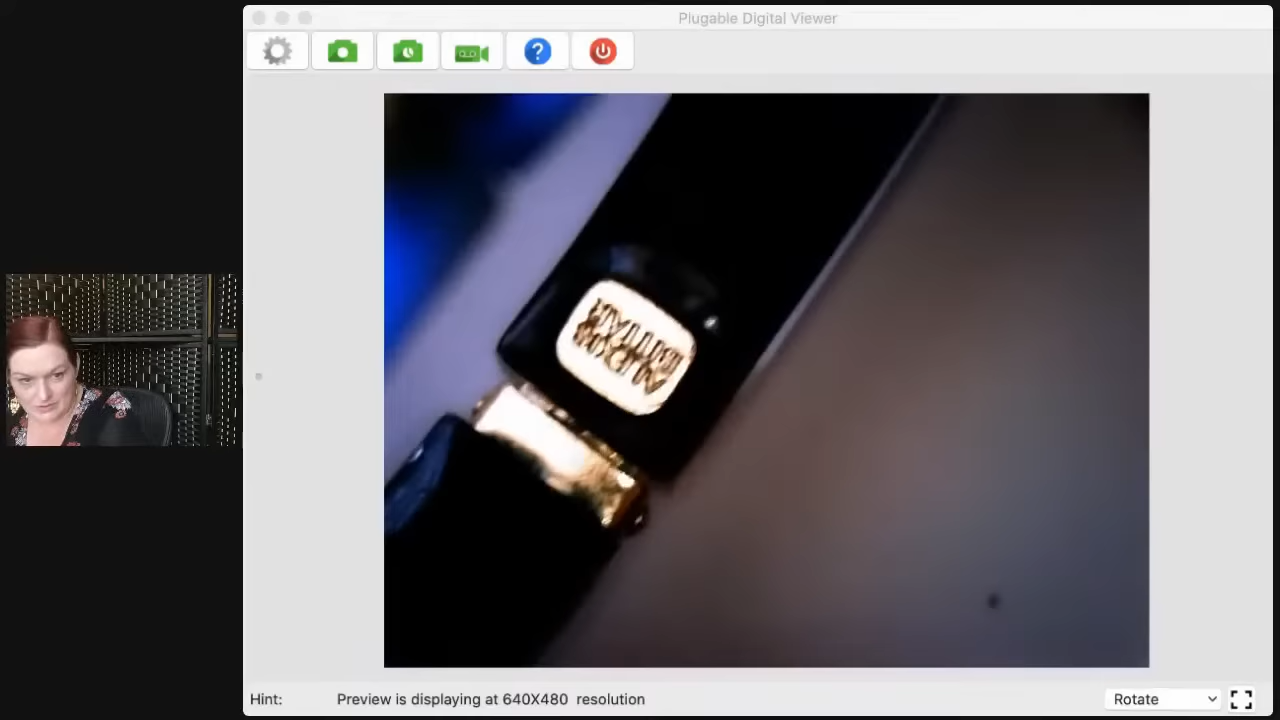 Plugable Digital Viewer
Hint: Preview is displaying at 640X480 resolution
Rotate